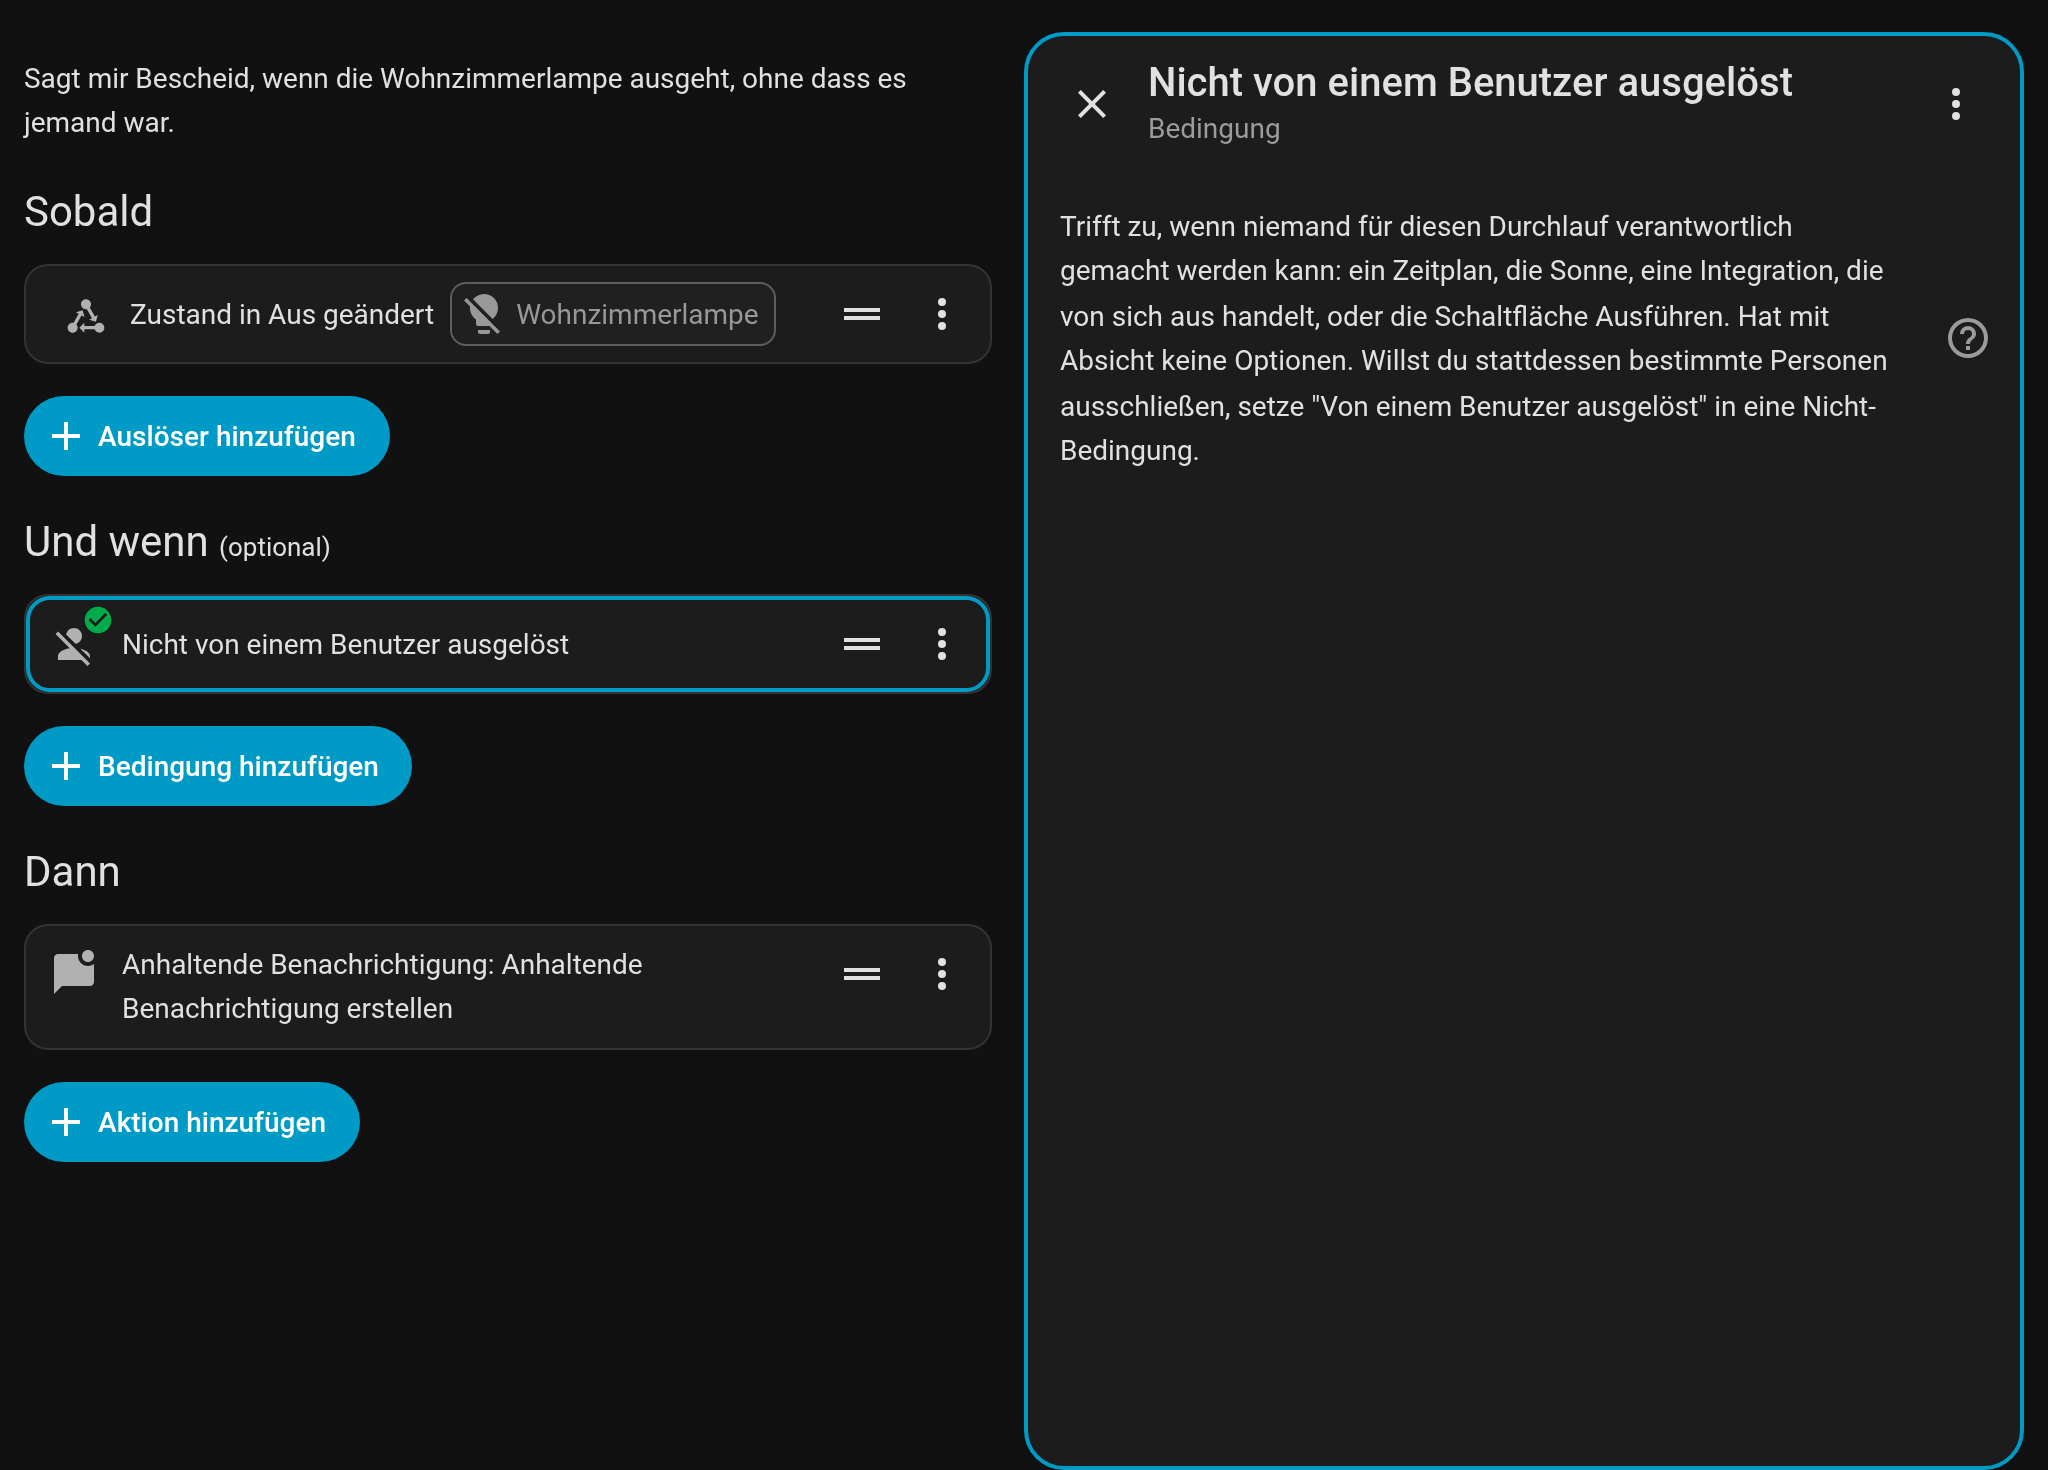 Sagt mir Bescheid, wenn die Wohnzimmerlampe ausgeht, ohne dass es
jemand war.
Sobald
Zustand in Aus geändert Wohnzimmerlampe
Auslöser hinzufügen
Und wenn (optional)
Nicht von einem Benutzer ausgelöst
Bedingung hinzufügen
Dann
Anhaltende Benachrichtigung: Anhaltende
Benachrichtigung erstellen
Aktion hinzufügen
Nicht von einem Benutzer ausgelöst
Bedingung
Trifft zu, wenn niemand für diesen Durchlauf verantwortlich
gemacht werden kann: ein Zeitplan, die Sonne, eine Integration, die
von sich aus handelt, oder die Schaltfläche Ausführen. Hat mit
Absicht keine Optionen. Willst du stattdessen bestimmte Personen
ausschließen, setze "Von einem Benutzer ausgelöst" in eine Nicht-
Bedingung.